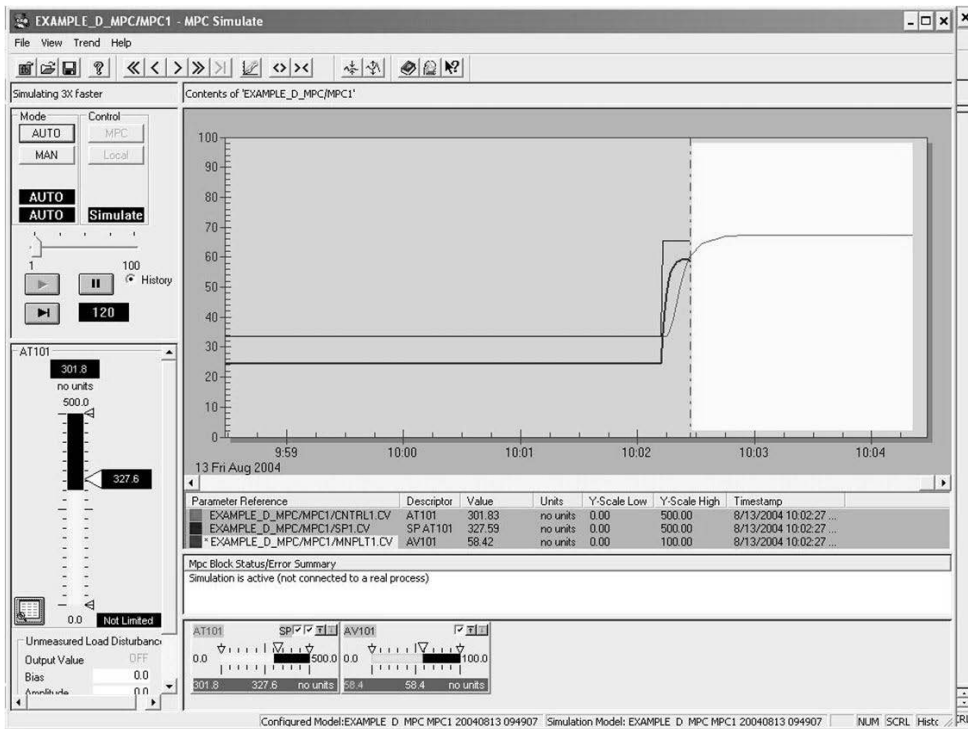 EXAMPLE_D_MPC/MPC1 - MPC Simulate
File View Trend Help
Simulating 3X faster
Contents of 'EXAMPLE_D_MPC/MPC1'
Mode
Control
AUTO
MPC
MAN
Local
AUTO
AUTO
Simulate
1
100
History
120
100
90
80
70
60
50
40
30
20
10
0
9:59
10:00
10:01
10:02
10:03
10:04
13 Fri Aug 2004
AT101
301.8
no units
500.0
327.6
0.0
Not Limited
Parameter Reference Descriptor Value Units Y-Scale Low Y-Scale High Timestamp
EXAMPLE_D_MPC/MPC1/CNTRL1.CV AT101 301.83 no units 0.00 500.00 8/13/2004 10:02:27 ...
EXAMPLE_D_MPC/MPC1/SP1.CV SP AT101 327.59 no units 0.00 500.00 8/13/2004 10:02:27 ...
* EXAMPLE_D_MPC/MPC1/MNPLT1.CV AV101 58.42 no units 0.00 100.00 8/13/2004 10:02:27 ...
Mpc Block Status/Error Summary
Simulation is active (not connected to a real process)
Unmeasured Load Disturbanc
Output Value OFF
Bias 0.0
Amplitude 0.0
AT101 SP
0.0 500.0
301.8 327.6 no units
AV101
0.0 100.0
58.4 58.4 no units
Configured Model:EXAMPLE_D_MPC MPC1 20040813 094907
Simulation Model: EXAMPLE_D_MPC MPC1 20040813 094907
NUM SCRL Histc